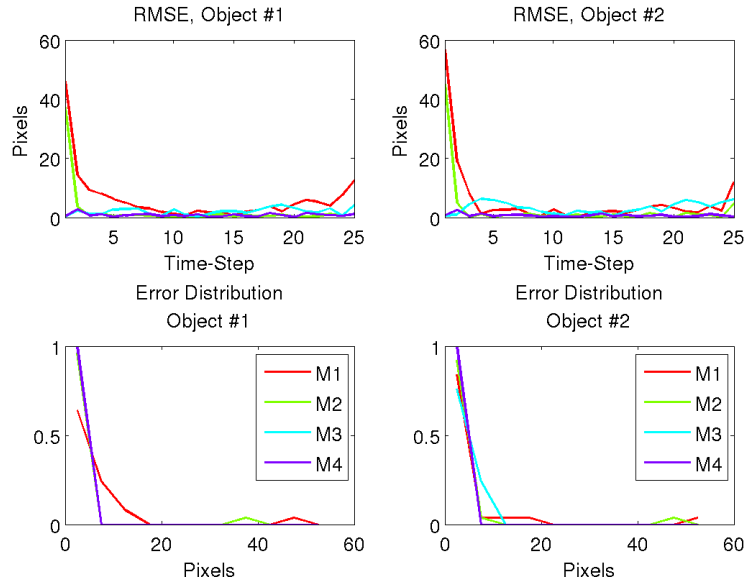 RMSE, Object #1
60
40
20
0
Pixels
5 10 15 20 25
Time-Step
RMSE, Object #2
60
40
20
0
Pixels
5 10 15 20 25
Time-Step
Error Distribution
Object #1
1
0.5
0
M1
M2
M3
M4
0 20 40 60
Pixels
Error Distribution
Object #2
1
0.5
0
M1
M2
M3
M4
0 20 40 60
Pixels